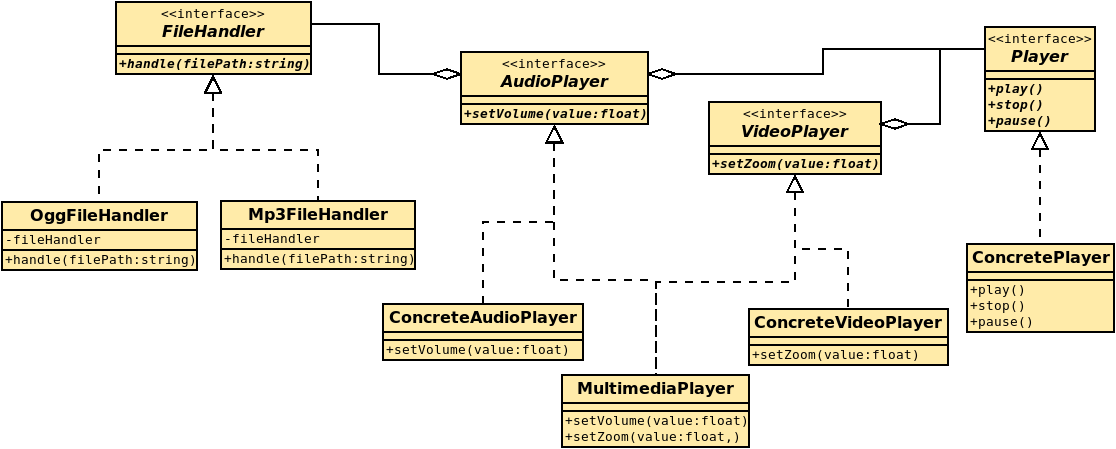 <<interface>>
FileHandler
+handle(filePath:string)
<<interface>>
AudioPlayer
+setVolume(value:float)
<<interface>>
Player
+play()
+stop()
+pause()
<<interface>>
VideoPlayer
+setZoom(value:float)
OggFileHandler
-fileHandler
+handle(filePath:string)
Mp3FileHandler
-fileHandler
+handle(filePath:string)
ConcretePlayer
+play()
+stop()
+pause()
ConcreteAudioPlayer
+setVolume(value:float)
ConcreteVideoPlayer
+setZoom(value:float)
MultimediaPlayer
+setVolume(value:float)
+setZoom(value:float,)